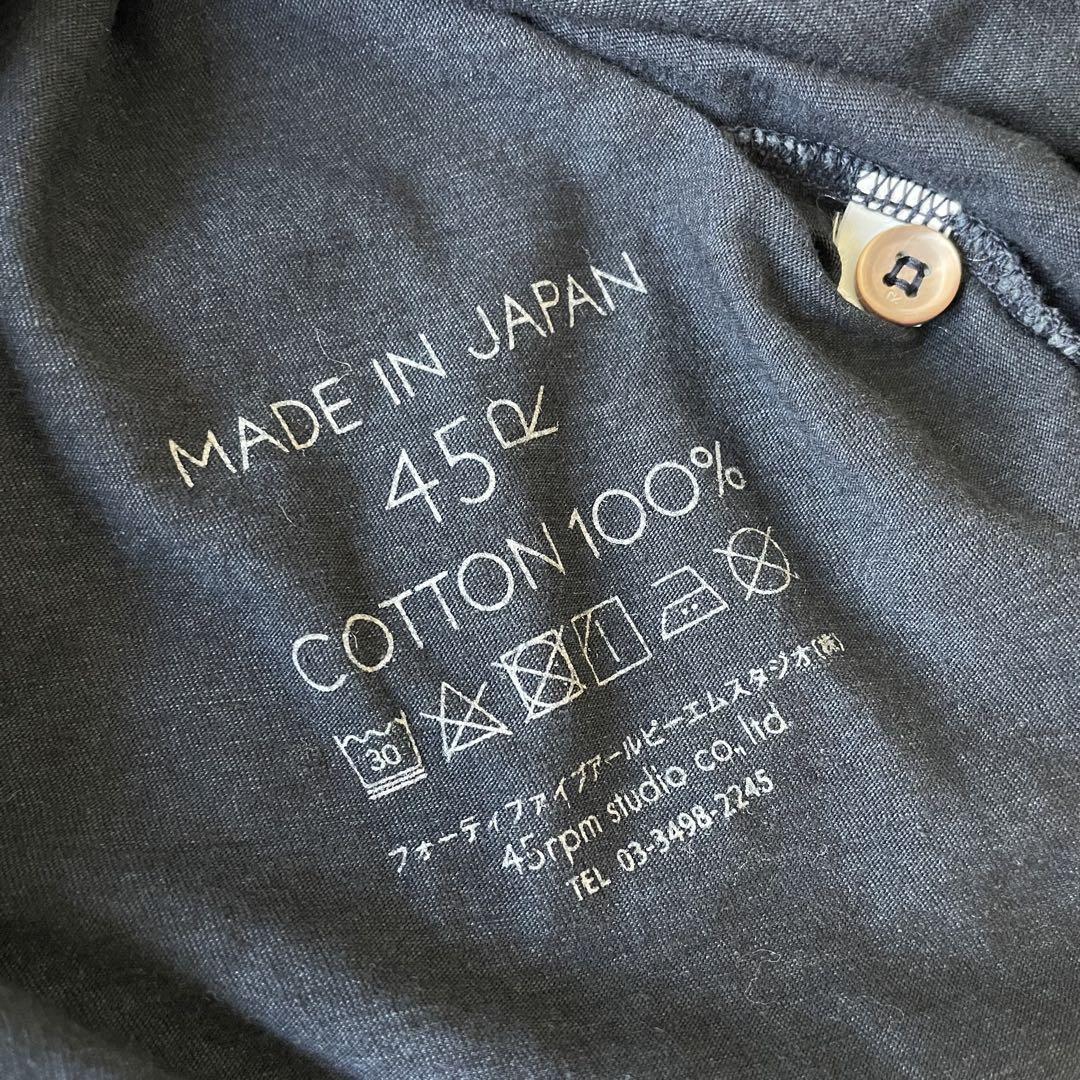 MADE IN JAPAN
45R
COTTON 100%
30
フォーティファイブアールピーエムスタジオ(株)
45rpm studio co,.ltd
TEL 03-3498-2245